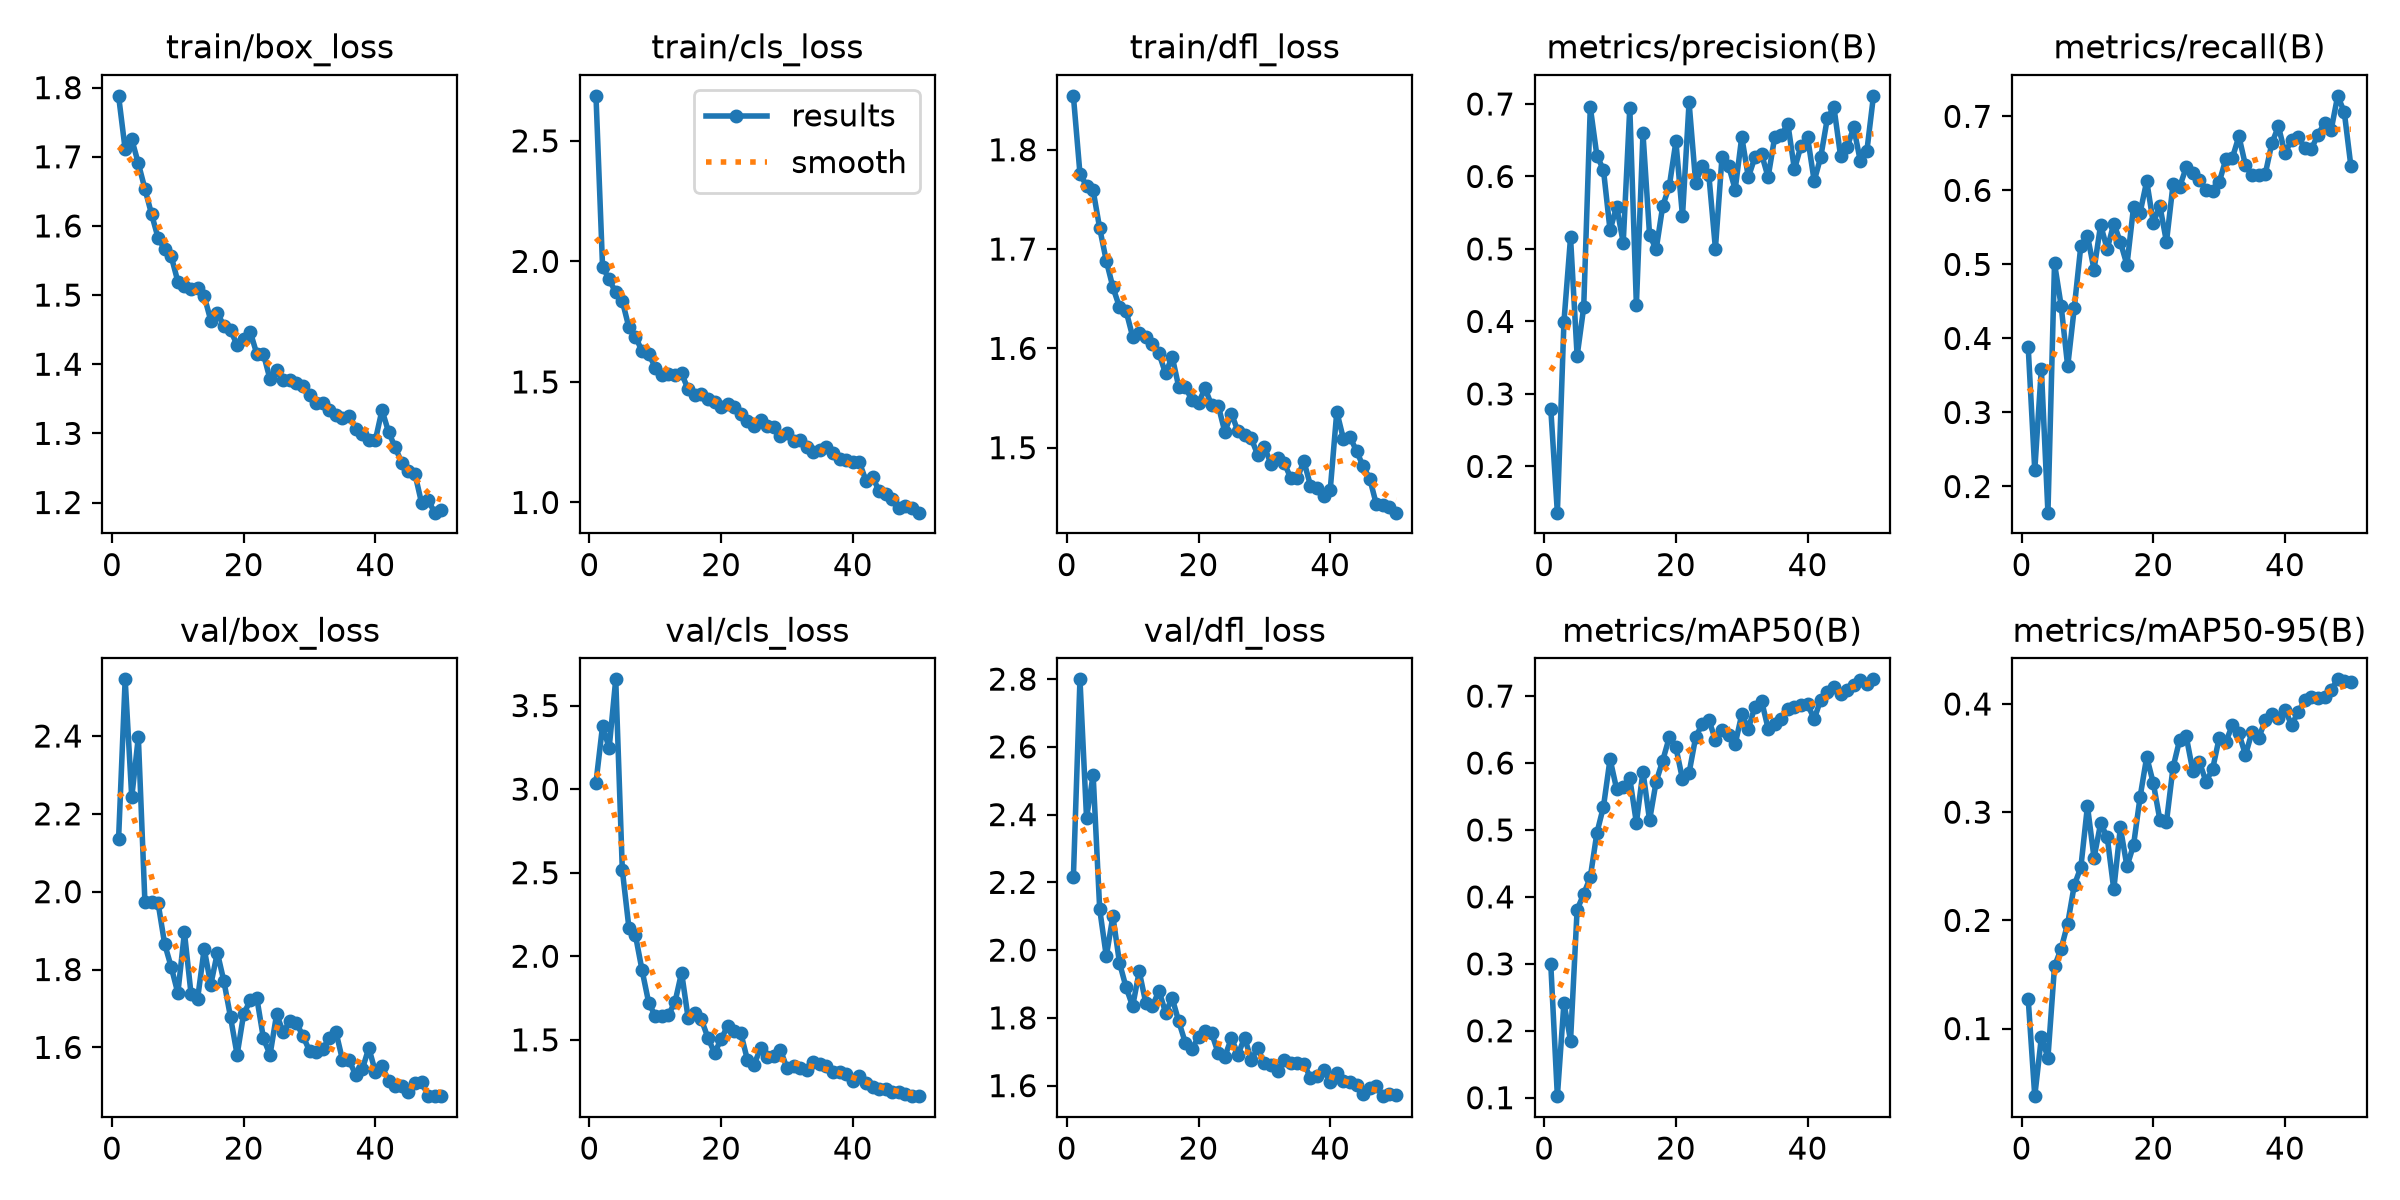 train/box_loss
1.8
1.7
1.6
1.5
1.4
1.3
1.2
0 20 40
train/cls_loss
results
smooth
2.5
2.0
1.5
1.0
0 20 40
train/dfl_loss
1.8
1.7
1.6
1.5
0 20 40
metrics/precision(B)
0.7
0.6
0.5
0.4
0.3
0.2
0 20 40
metrics/recall(B)
0.7
0.6
0.5
0.4
0.3
0.2
0 20 40
val/box_loss
2.4
2.2
2.0
1.8
1.6
0 20 40
val/cls_loss
3.5
3.0
2.5
2.0
1.5
0 20 40
val/dfl_loss
2.8
2.6
2.4
2.2
2.0
1.8
1.6
0 20 40
metrics/mAP50(B)
0.7
0.6
0.5
0.4
0.3
0.2
0.1
0 20 40
metrics/mAP50-95(B)
0.4
0.3
0.2
0.1
0 20 40